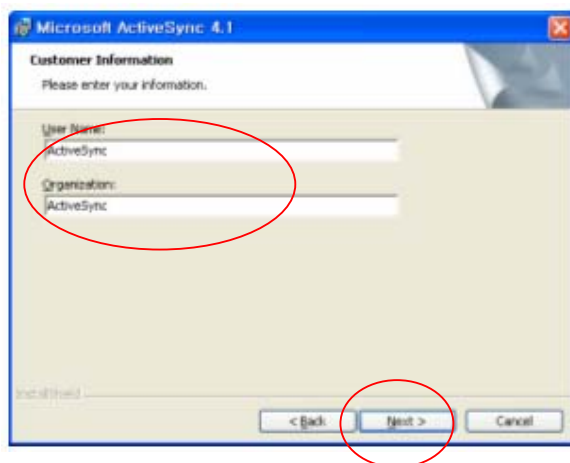 Microsoft ActiveSync 4.1
Customer Information
Please enter your information.
User Name:
ActiveSync
Organization:
ActiveSync
InstallShield
< Back
Next >
Cancel